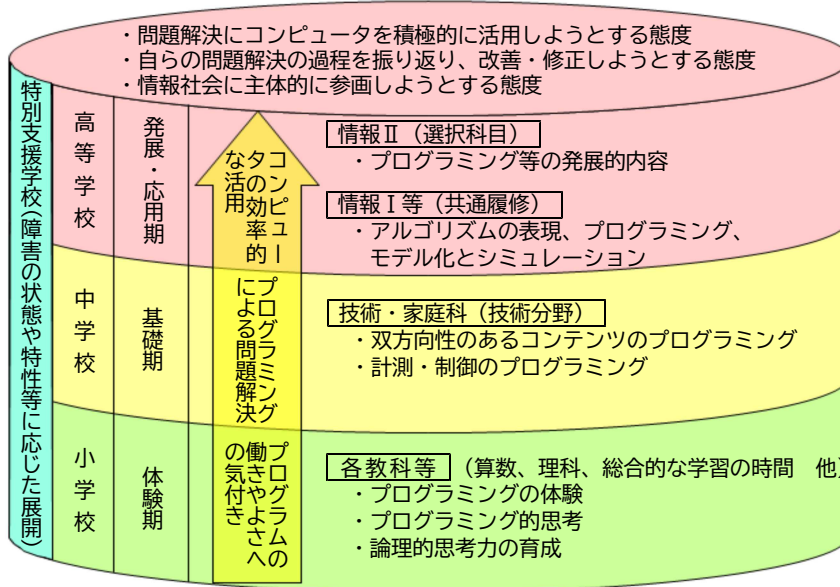 ・問題解決にコンピュータを積極的に活用しようとする態度
・自らの問題解決の過程を振り返り、改善・修正しようとする態度
・情報社会に主体的に参画しようとする態度
特別支援学校(障害の状態や特性等に応じた展開)
高等学校
発展・応用期
コンピュー
タの効率的
な活用
情報Ⅱ（選択科目）
・プログラミング等の発展的内容
情報Ⅰ等（共通履修）
・アルゴリズムの表現、プログラミング、
モデル化とシミュレーション
中学校
基礎期
プログラミング
による問題解決
技術・家庭科（技術分野）
・双方向性のあるコンテンツのプログラミング
・計測・制御のプログラミング
小学校
体験期
プログラムの
働きやよさへ
の気付き
各教科等（算数、理科、総合的な学習の時間　他）
・プログラミングの体験
・プログラミング的思考
・論理的思考力の育成